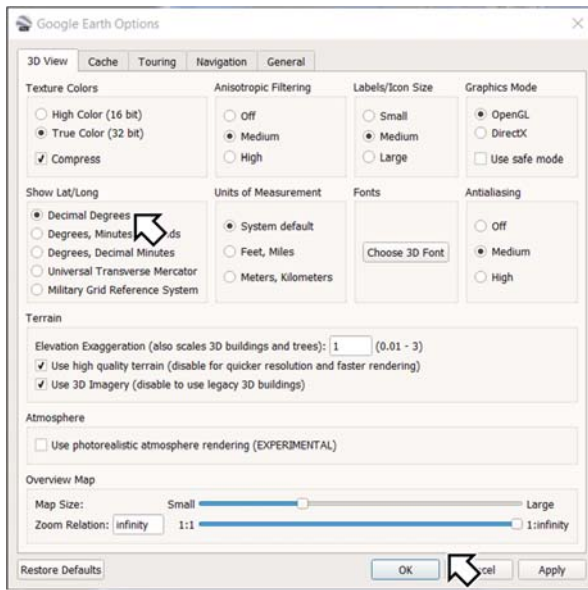 Google Earth Options
3D View Cache Touring Navigation General
Texture Colors
High Color (16 bit)
True Color (32 bit)
Compress
Anisotropic Filtering
Off
Medium
High
Labels/Icon Size
Small
Medium
Large
Graphics Mode
OpenGL
DirectX
Use safe mode
Show Lat/Long
Decimal Degrees
Degrees, Minutes
Degrees, Decimal Minutes
Universal Transverse Mercator
Military Grid Reference System
Units of Measurement
System default
Feet, Miles
Meters, Kilometers
Fonts
Choose 3D Font
Antialiasing
Off
Medium
High
Terrain
Elevation Exaggeration (also scales 3D buildings and trees): 1 (0.01 - 3)
Use high quality terrain (disable for quicker resolution and faster rendering)
Use 3D Imagery (disable to use legacy 3D buildings)
Atmosphere
Use photorealistic atmosphere rendering (EXPERIMENTAL)
Overview Map
Map Size: Small Large
Zoom Relation: infinity 1:1 1:infinity
Restore Defaults OK Apply